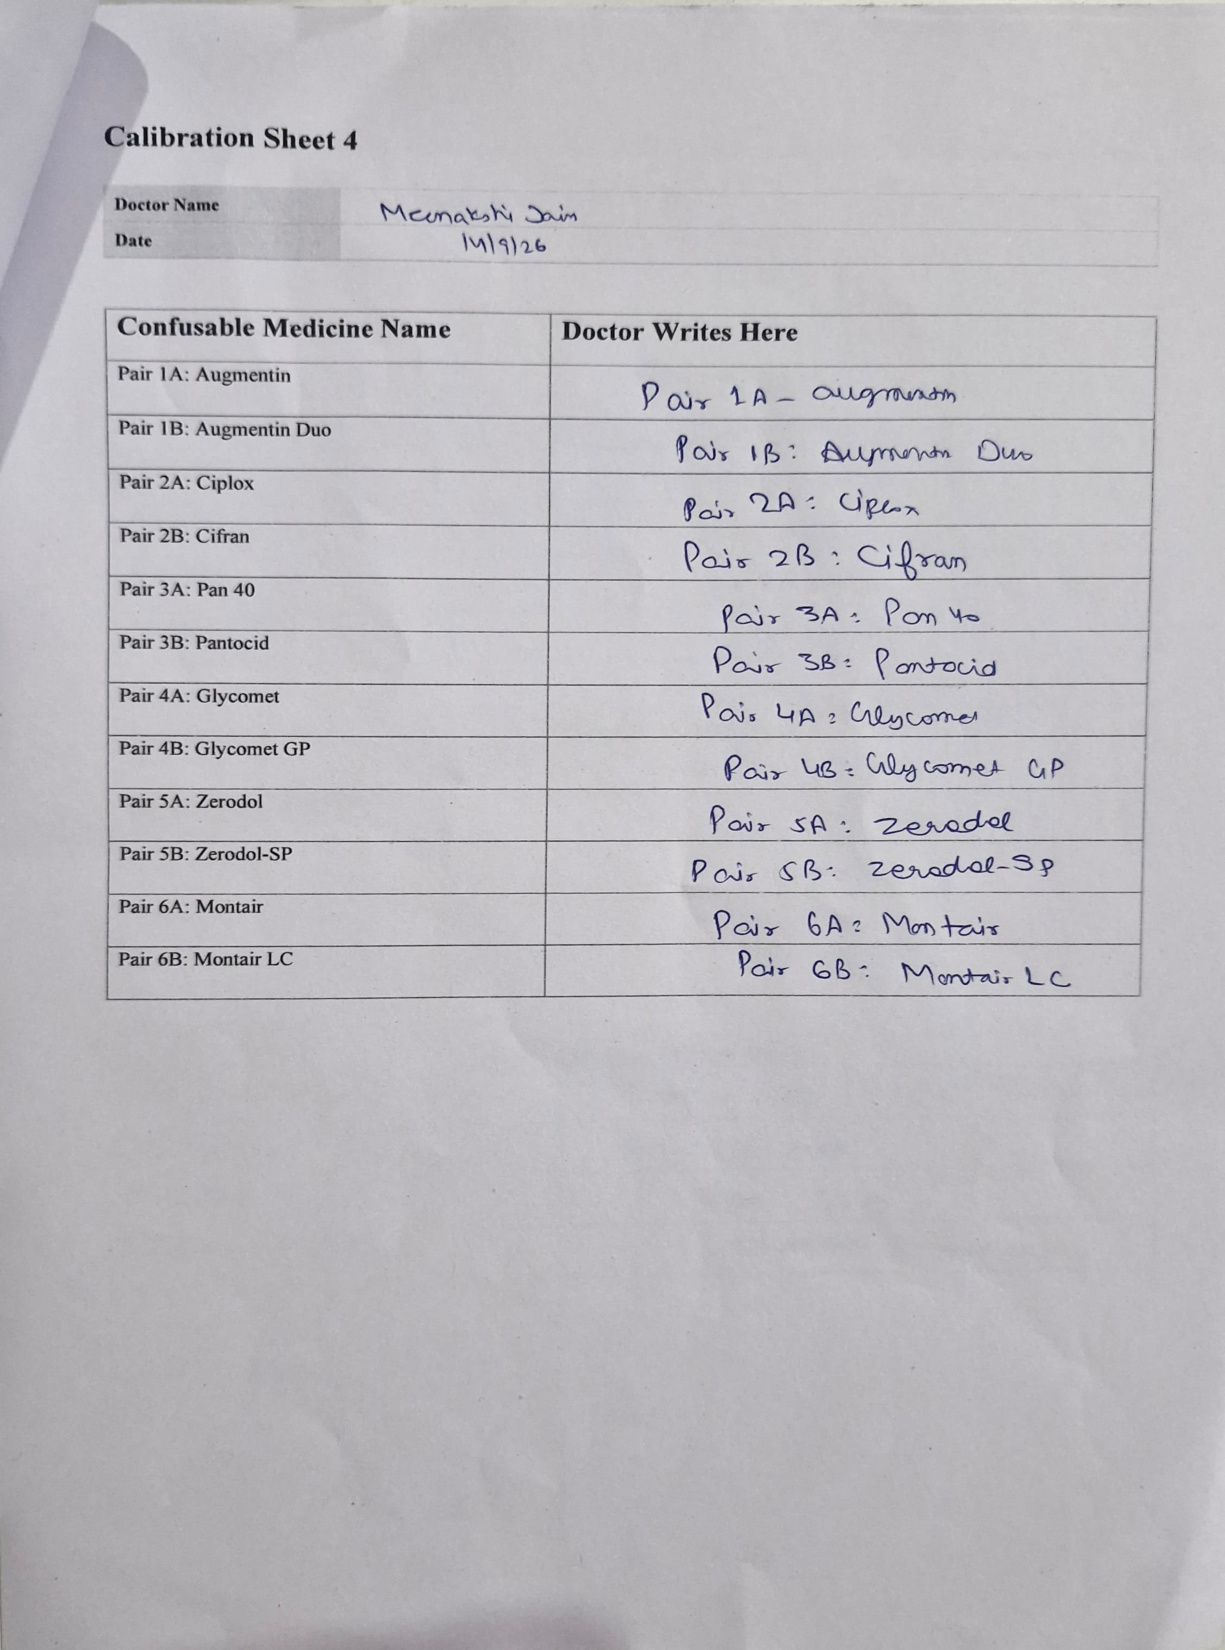 Calibration Sheet 4
Doctor Name Meenakshi Jain
Date 14/9/26
Confusable Medicine Name Doctor Writes Here
Pair 1A: Augmentin Pair 1A - augmentin
Pair 1B: Augmentin Duo Pair 1B: Augmentin Duo
Pair 2A: Ciplox Pair 2A: Ciplox
Pair 2B: Cifran Pair 2B: Cifran
Pair 3A: Pan 40 Pair 3A: Pan 40
Pair 3B: Pantocid Pair 3B: Pantocid
Pair 4A: Glycomet Pair 4A: Glycomet
Pair 4B: Glycomet GP Pair 4B: Glycomet GP
Pair 5A: Zerodol Pair 5A: Zerodol
Pair 5B: Zerodol-SP Pair 5B: Zerodol-SP
Pair 6A: Montair Pair 6A: Montair
Pair 6B: Montair LC Pair 6B: Montair LC